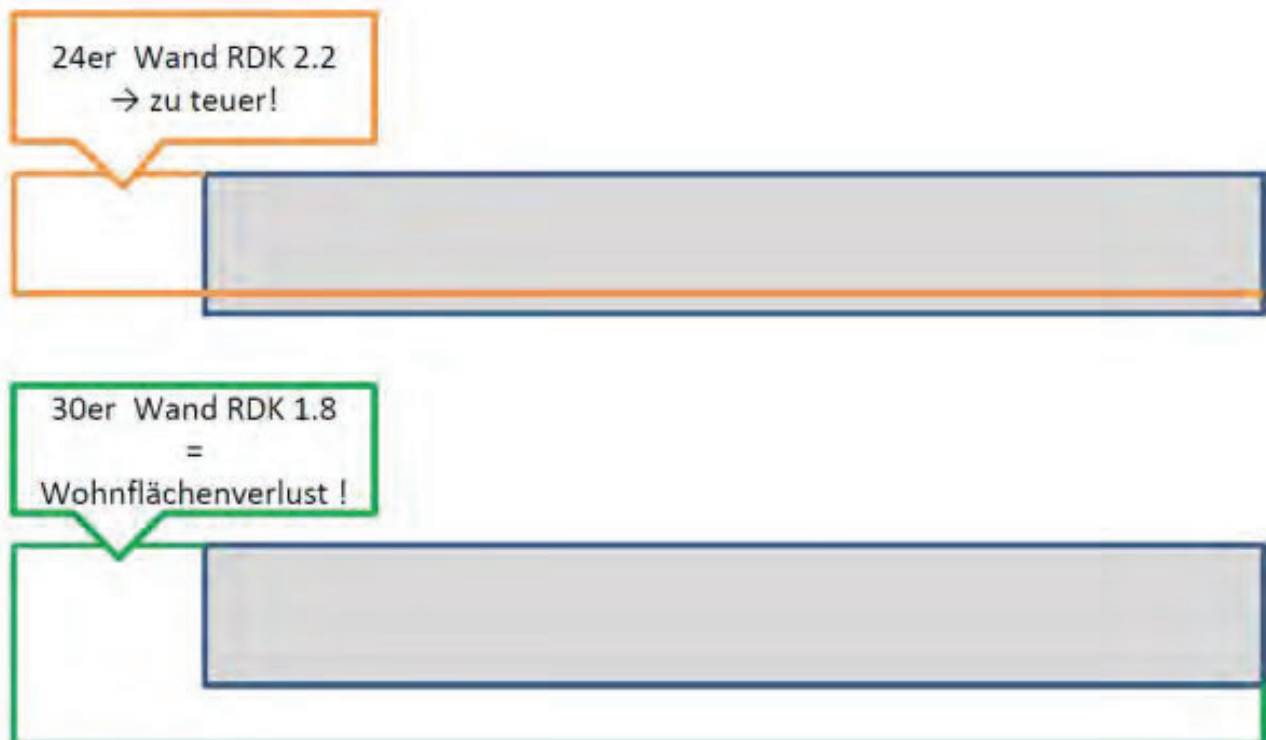 24er Wand RDK 2.2
→ zu teuer!
30er Wand RDK 1.8
=
Wohnflächenverlust !